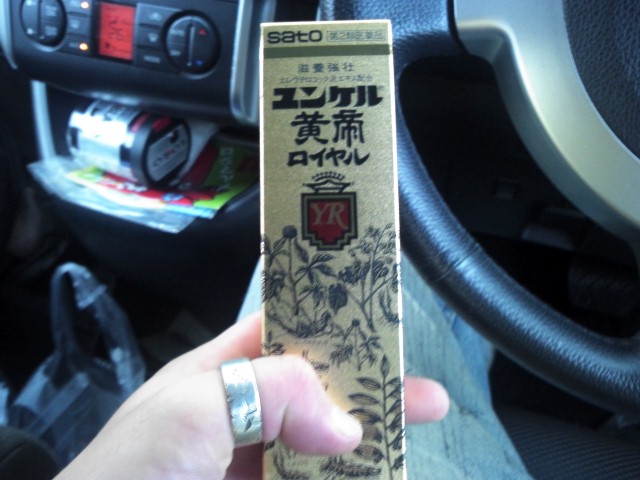 sato 第2類医薬品
滋養強壮
エレウテロコック流エキス配合
ユンケル
黄帝
ロイヤル
YR